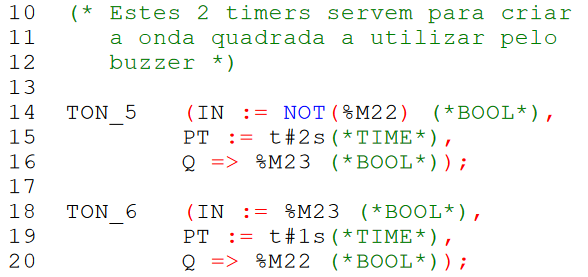 10 (* Estes 2 timers servem para criar
11 a onda quadrada a utilizar pelo
12 buzzer *)
13
14 TON_5 (IN := NOT(%M22) (*BOOL*),
15 PT := t#2s(*TIME*),
16 Q => %M23 (*BOOL*));
17
18 TON_6 (IN := %M23 (*BOOL*),
19 PT := t#1s(*TIME*),
20 Q => %M22 (*BOOL*));